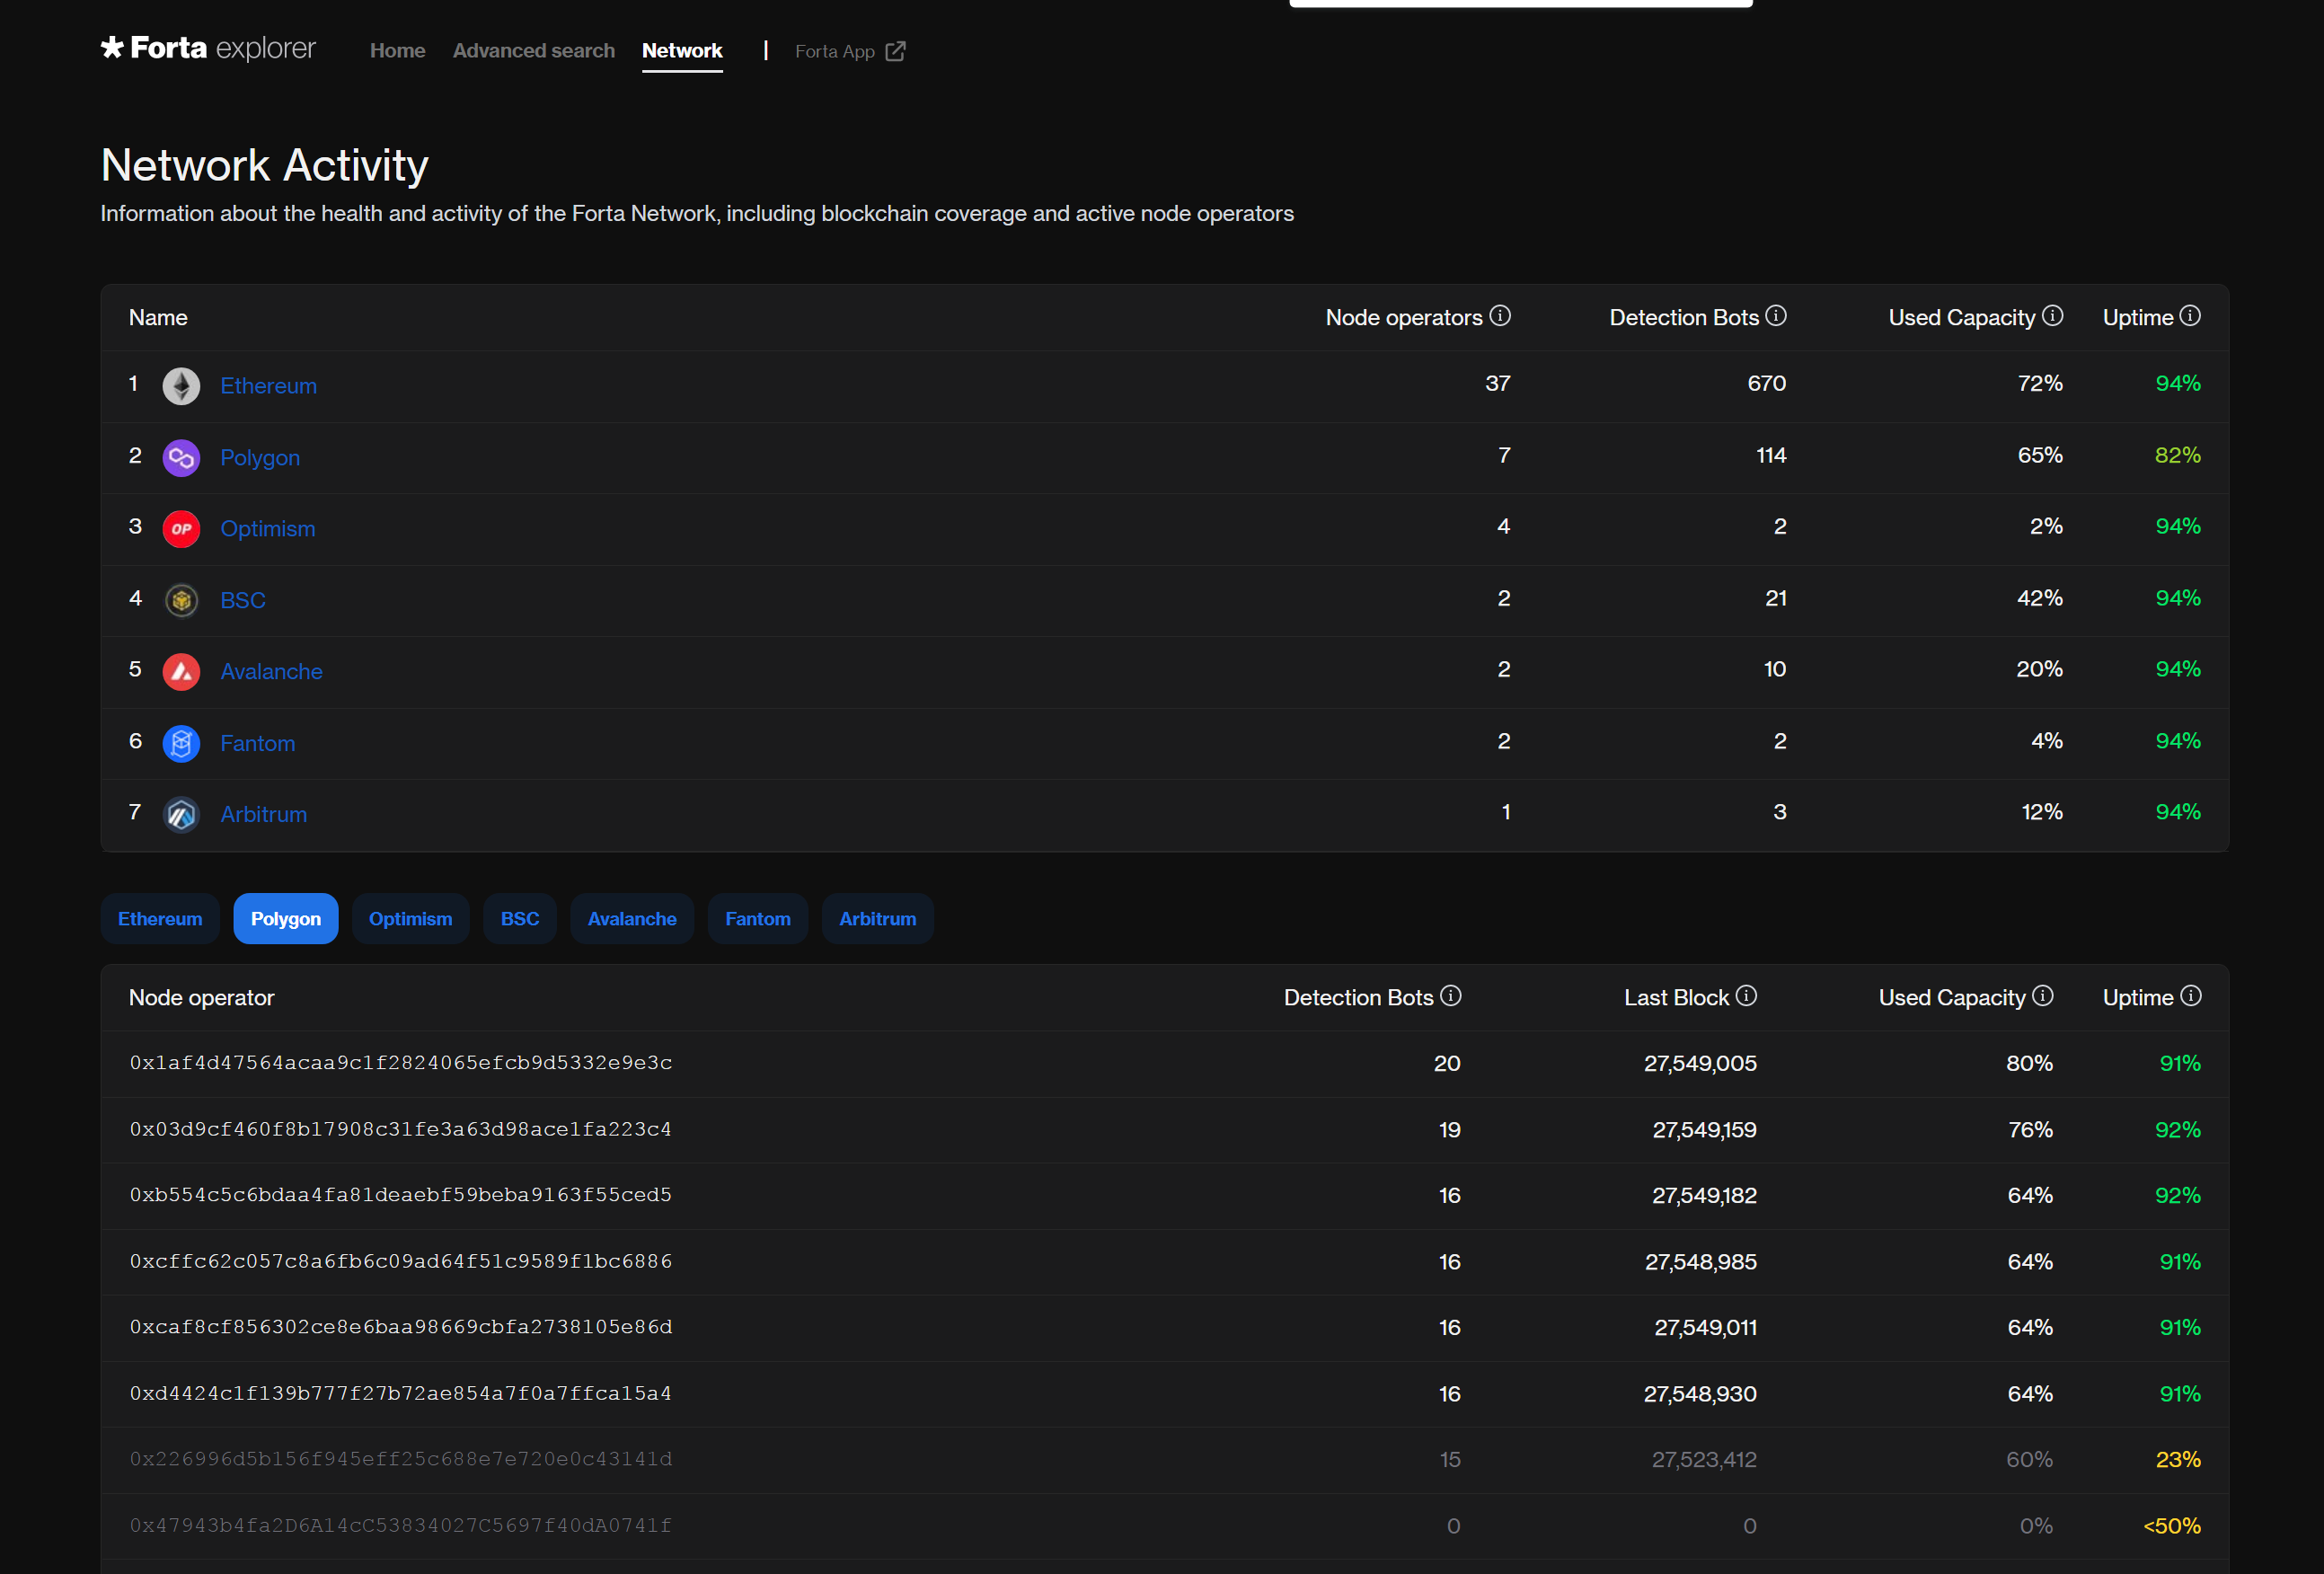 Forta explorer Home Advanced search Network | Forta App
Network Activity
Information about the health and activity of the Forta Network, including blockchain coverage and active node operators
Name Node operators Detection Bots Used Capacity Uptime
1 Ethereum 37 670 72% 94%
2 Polygon 7 114 65% 82%
3 OP Optimism 4 2 2% 94%
4 BSC 2 21 42% 94%
5 Avalanche 2 10 20% 94%
6 Fantom 2 2 4% 94%
7 Arbitrum 1 3 12% 94%
Ethereum Polygon Optimism BSC Avalanche Fantom Arbitrum
Node operator Detection Bots Last Block Used Capacity Uptime
0x1af4d47564acaa9c1f2824065efcb9d5332e9e3c 20 27,549,005 80% 91%
0x03d9cf460f8b17908c31fe3a63d98ace1fa223c4 19 27,549,159 76% 92%
0xb554c5c6bdaa4fa81deaebf59beba9163f55ced5 16 27,549,182 64% 92%
0xcffc62c057c8a6fb6c09ad64f51c9589f1bc6886 16 27,548,985 64% 91%
0xcaf8cf856302ce8e6baa98669cbfa2738105e86d 16 27,549,011 64% 91%
0xd4424c1f139b777f27b72ae854a7f0a7ffca15a4 16 27,548,930 64% 91%
0x226996d5b156f945eff25c688e7e720e0c43141d 15 27,523,412 60% 23%
0x47943b4fa2D6A14cC53834027C5697f40dA0741f 0 0 0% <50%